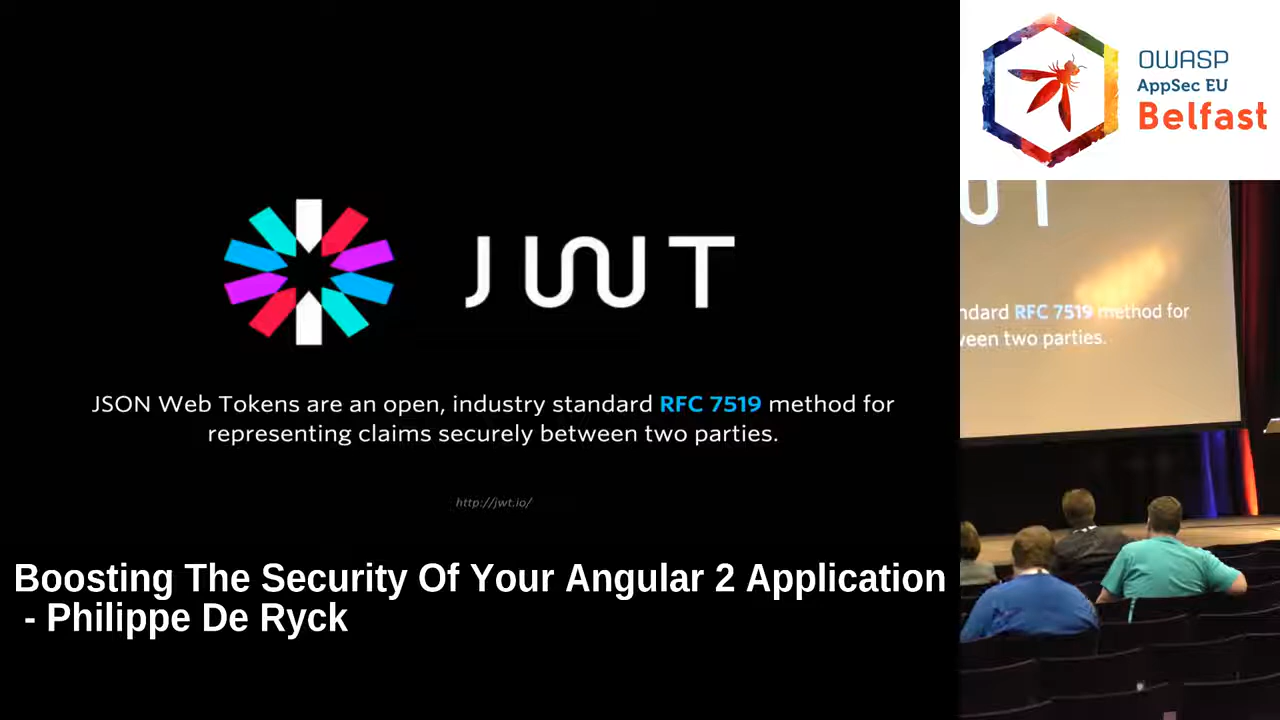 JWT
JSON Web Tokens are an open, industry standard RFC 7519 method for
representing claims securely between two parties.
http://jwt.io/
Boosting The Security Of Your Angular 2 Application
- Philippe De Ryck
OWASP
AppSec EU
Belfast
ndard RFC 7519 method for
veen two parties.